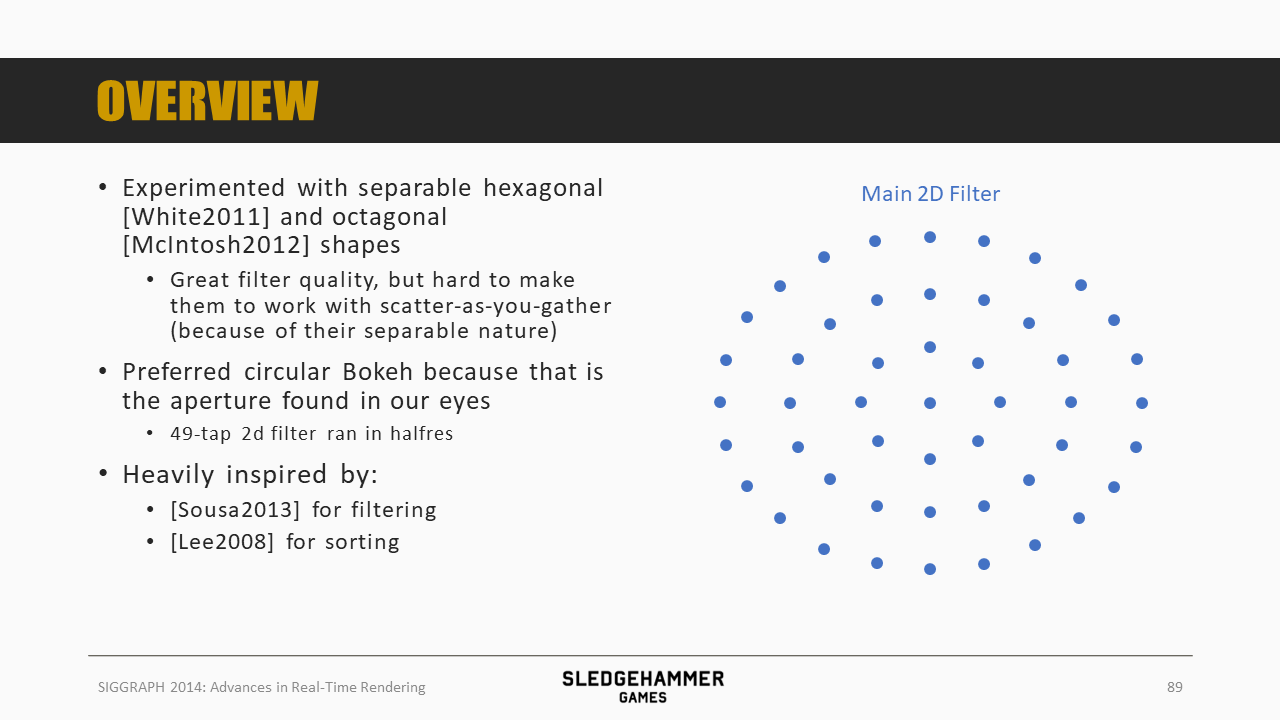 OVERVIEW
• Experimented with separable hexagonal
[White2011] and octagonal
[McIntosh2012] shapes
• Great filter quality, but hard to make
them to work with scatter-as-you-gather
(because of their separable nature)
• Preferred circular Bokeh because that is
the aperture found in our eyes
• 49-tap 2d filter ran in halfres
• Heavily inspired by:
• [Sousa2013] for filtering
• [Lee2008] for sorting
Main 2D Filter
SIGGRAPH 2014: Advances in Real-Time Rendering
SLEDGEHAMMER
GAMES
89